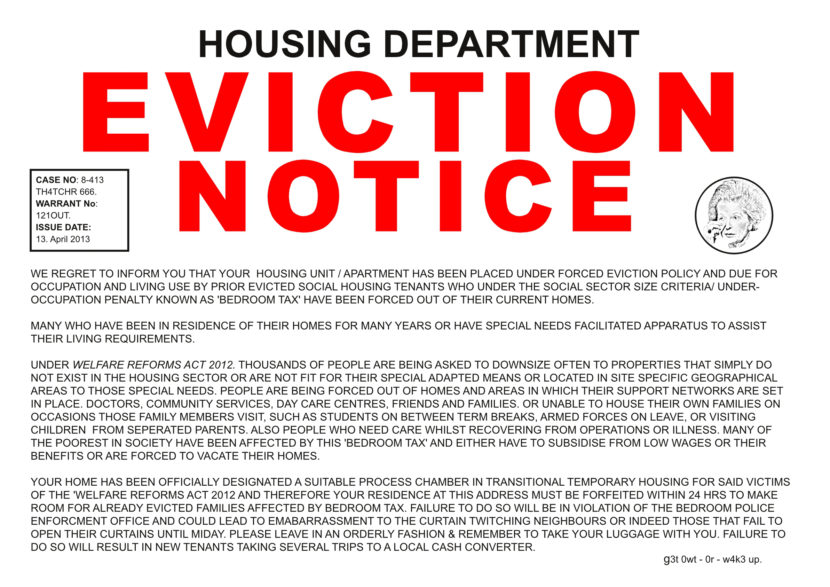 HOUSING DEPARTMENT
EVICTION
NOTICE
CASE NO: 8-413
TH4TCHR 666.
WARRANT No:
121OUT.
ISSUE DATE:
13. April 2013
WE REGRET TO INFORM YOU THAT YOUR HOUSING UNIT / APARTMENT HAS BEEN PLACED UNDER FORCED EVICTION POLICY AND DUE FOR
OCCUPATION AND LIVING USE BY PRIOR EVICTED SOCIAL HOUSING TENANTS WHO UNDER THE SOCIAL SECTOR SIZE CRITERIA/ UNDER-
OCCUPATION PENALTY KNOWN AS 'BEDROOM TAX' HAVE BEEN FORCED OUT OF THEIR CURRENT HOMES.
MANY WHO HAVE BEEN IN RESIDENCE OF THEIR HOMES FOR MANY YEARS OR HAVE SPECIAL NEEDS FACILITATED APPARATUS TO ASSIST
THEIR LIVING REQUIREMENTS.
UNDER WELFARE REFORMS ACT 2012. THOUSANDS OF PEOPLE ARE BEING ASKED TO DOWNSIZE OFTEN TO PROPERTIES THAT SIMPLY DO
NOT EXIST IN THE HOUSING SECTOR OR ARE NOT FIT FOR THEIR SPECIAL ADAPTED MEANS OR LOCATED IN SITE SPECIFIC GEOGRAPHICAL
AREAS TO THOSE SPECIAL NEEDS. PEOPLE ARE BEING FORCED OUT OF HOMES AND AREAS IN WHICH THEIR SUPPORT NETWORKS ARE SET
IN PLACE. DOCTORS, COMMUNITY SERVICES, DAY CARE CENTRES, FRIENDS AND FAMILIES. OR UNABLE TO HOUSE THEIR OWN FAMILIES ON
OCCASIONS THOSE FAMILY MEMBERS VISIT, SUCH AS STUDENTS ON BETWEEN TERM BREAKS, ARMED FORCES ON LEAVE, OR VISITING
CHILDREN FROM SEPERATED PARENTS. ALSO PEOPLE WHO NEED CARE WHILST RECOVERING FROM OPERATIONS OR ILLNESS. MANY OF
THE POOREST IN SOCIETY HAVE BEEN AFFECTED BY THIS 'BEDROOM TAX' AND EITHER HAVE TO SUBSIDISE FROM LOW WAGES OR THEIR
BENEFITS OR ARE FORCED TO VACATE THEIR HOMES.
YOUR HOME HAS BEEN OFFICIALLY DESIGNATED A SUITABLE PROCESS CHAMBER IN TRANSITIONAL TEMPORARY HOUSING FOR SAID VICTIMS
OF THE 'WELFARE REFORMS ACT 2012 AND THEREFORE YOUR RESIDENCE AT THIS ADDRESS MUST BE FORFEITED WITHIN 24 HRS TO MAKE
ROOM FOR ALREADY EVICTED FAMILIES AFFECTED BY BEDROOM TAX. FAILURE TO DO SO WILL BE IN VIOLATION OF THE BEDROOM POLICE
ENFORCMENT OFFICE AND COULD LEAD TO EMABARRASSMENT TO THE CURTAIN TWITCHING NEIGHBOURS OR INDEED THOSE THAT FAIL TO
OPEN THEIR CURTAINS UNTIL MIDAY. PLEASE LEAVE IN AN ORDERLY FASHION & REMEMBER TO TAKE YOUR LUGGAGE WITH YOU. FAILURE TO
DO SO WILL RESULT IN NEW TENANTS TAKING SEVERAL TRIPS TO A LOCAL CASH CONVERTER.
g3t 0wt - 0r - w4k3 up.